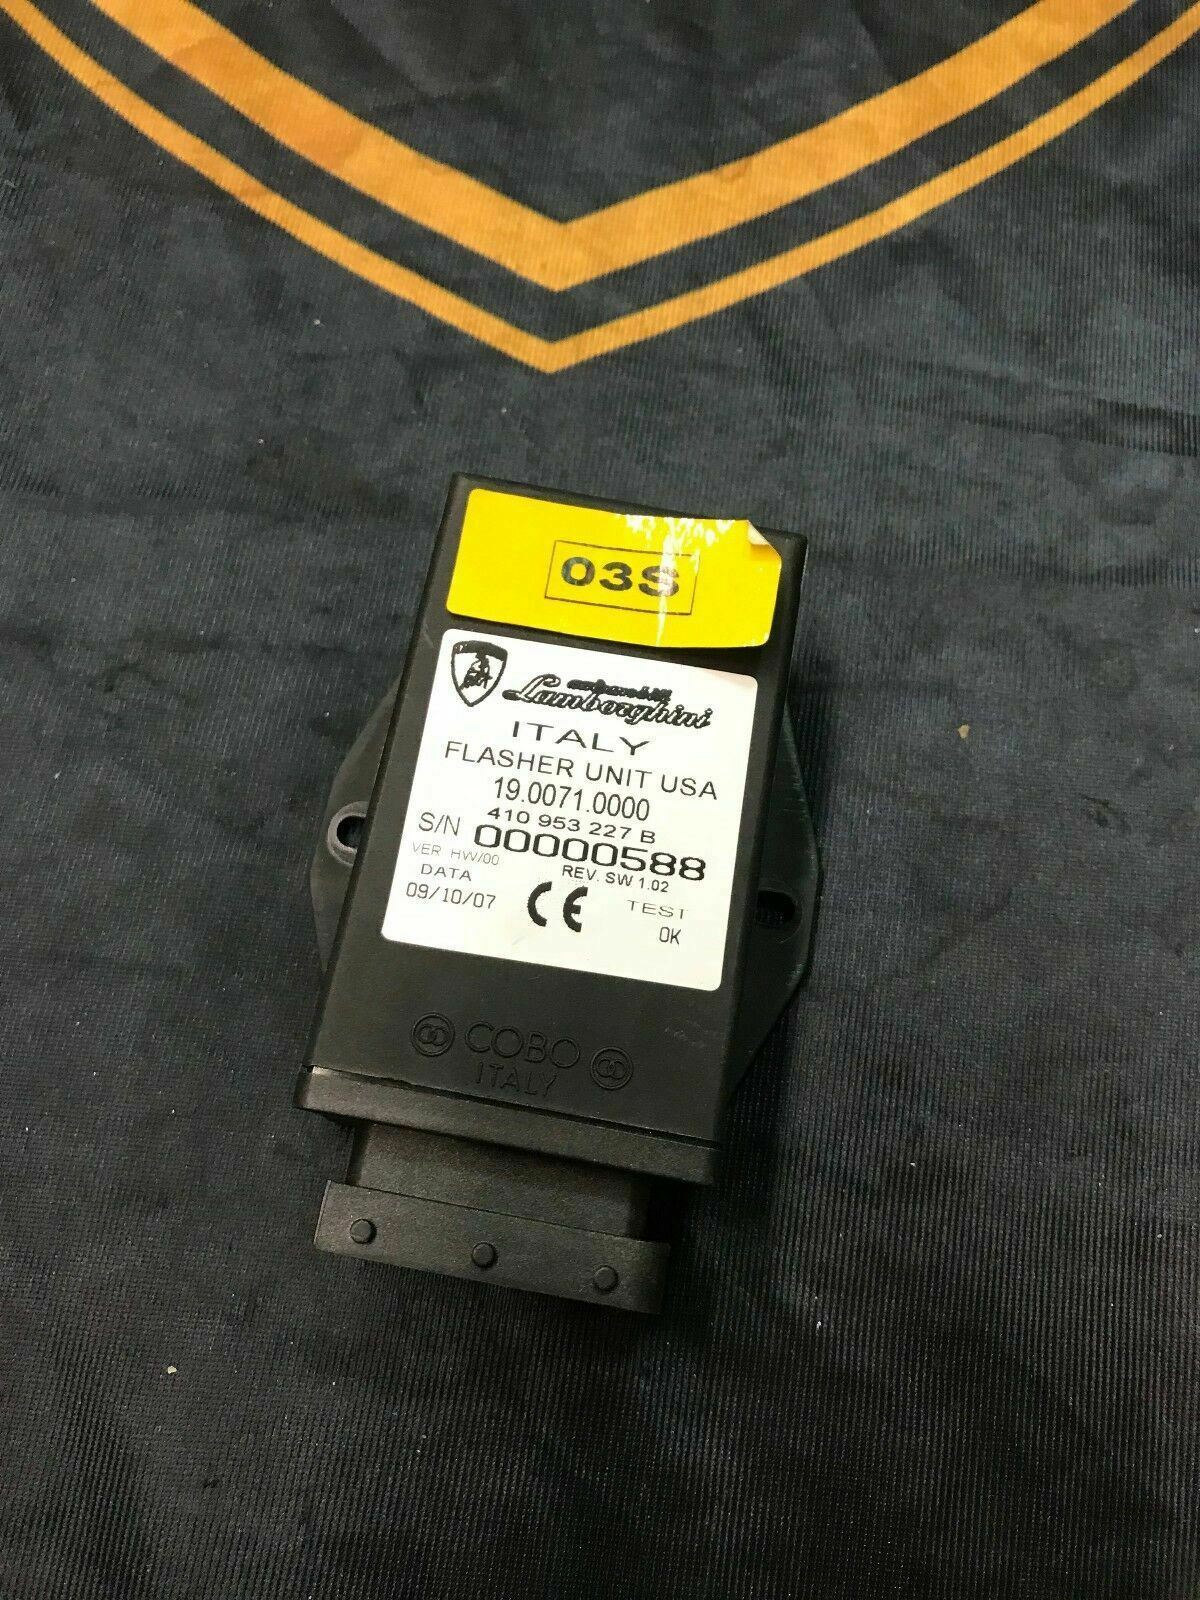 03S
automobili
Lamborghini
ITALY
FLASHER UNIT USA
19.0071.0000
410 953 227 B
S/N 00000588
VER HW/00 REV. SW 1.02
DATA
09/10/07 CE TEST
OK
COBO
ITALY